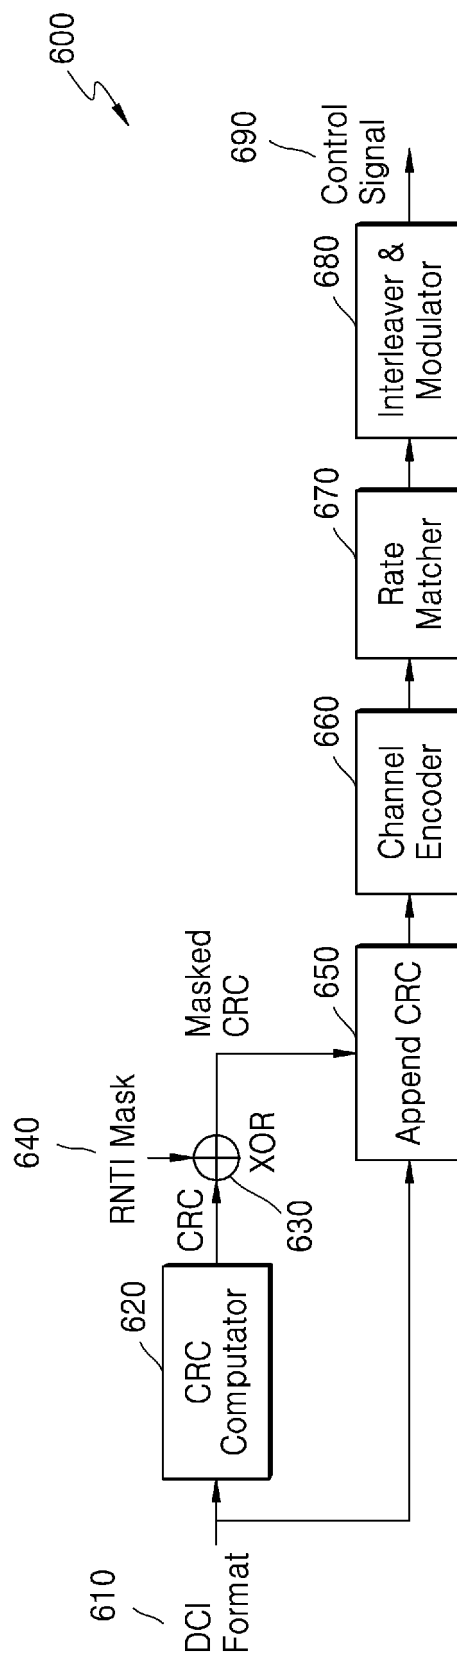 600
610
DCI
Format
620
CRC
Computator
CRC
630
XOR
640
RNTI Mask
Masked
CRC
650
Append CRC
660
Channel
Encoder
670
Rate
Matcher
680
Interleaver &
Modulator
690
Control
Signal